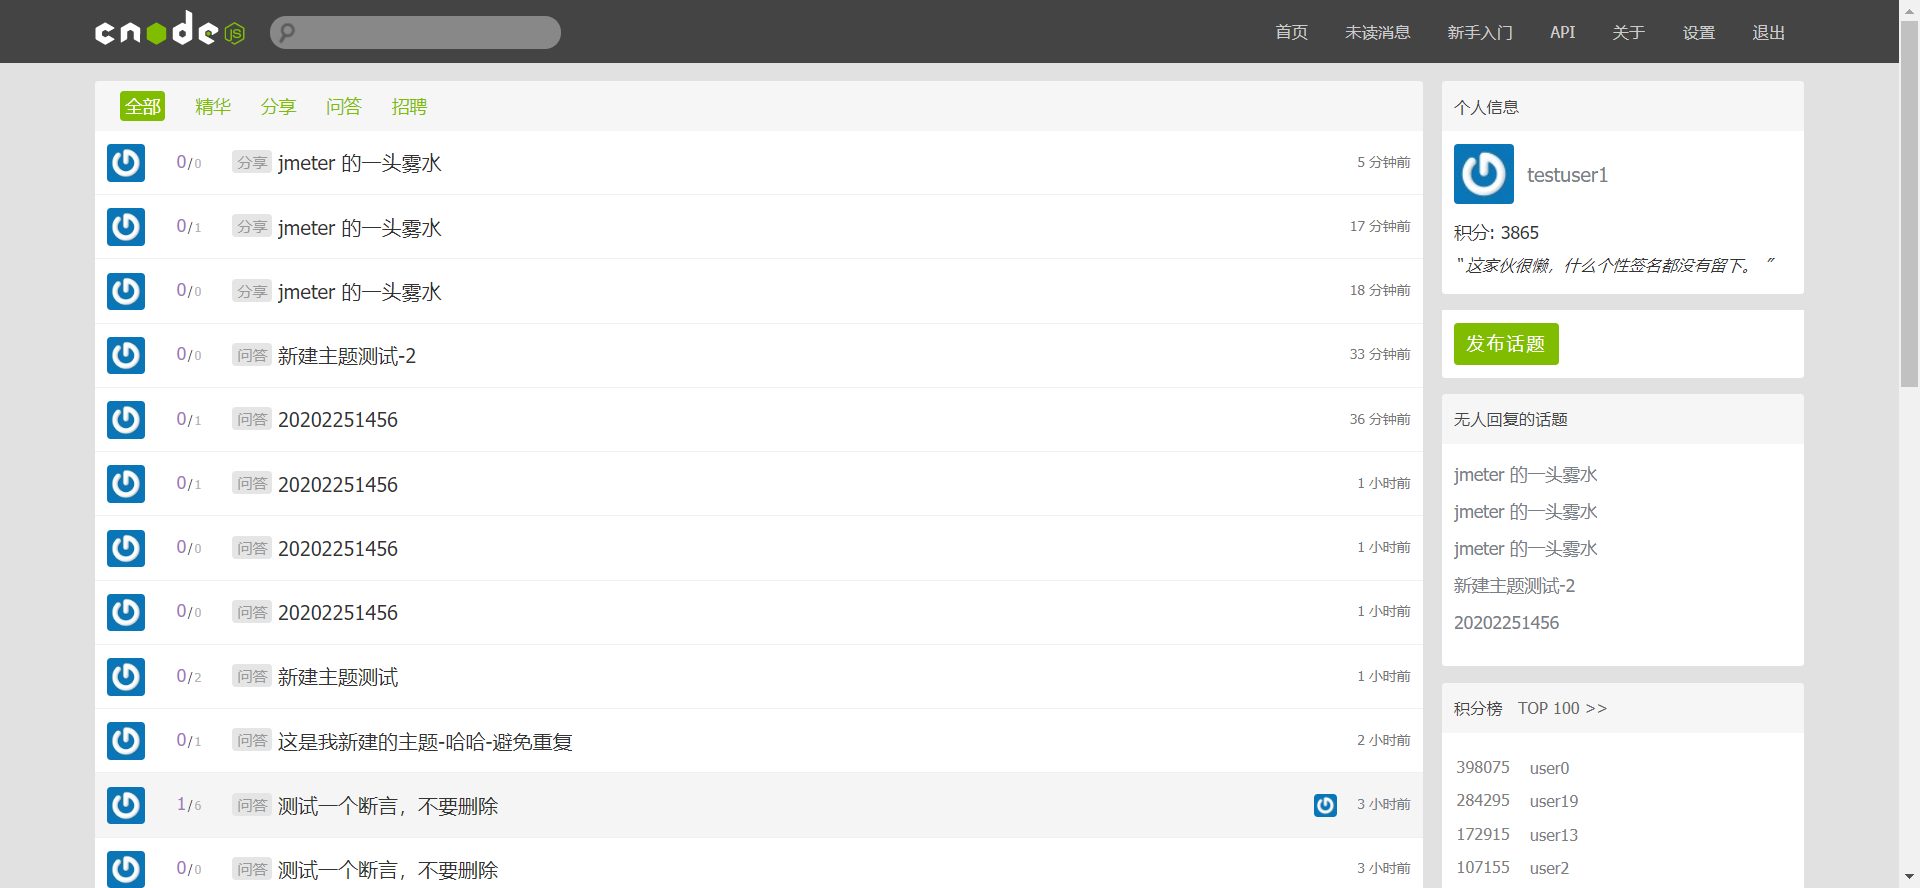 cnode JS 首页 未读消息 新手入门 API 关于 设置 退出
全部 精华 分享 问答 招聘
0/0 分享 jmeter 的一头雾水 5 分钟前
0/1 分享 jmeter 的一头雾水 17 分钟前
0/0 分享 jmeter 的一头雾水 18 分钟前
0/0 问答 新建主题测试-2 33 分钟前
0/1 问答 20202251456 36 分钟前
0/1 问答 20202251456 1 小时前
0/0 问答 20202251456 1 小时前
0/0 问答 20202251456 1 小时前
0/2 问答 新建主题测试 1 小时前
0/1 问答 这是我新建的主题-哈哈-避免重复 2 小时前
1/6 问答 测试一个断言，不要删除 3 小时前
0/0 问答 测试一个断言，不要删除 3 小时前
个人信息
testuser1
积分: 3865
“ 这家伙很懒，什么个性签名都没有留下。 ”
发布话题
无人回复的话题
jmeter 的一头雾水
jmeter 的一头雾水
jmeter 的一头雾水
新建主题测试-2
20202251456
积分榜 TOP 100 >>
398075 user0
284295 user19
172915 user13
107155 user2